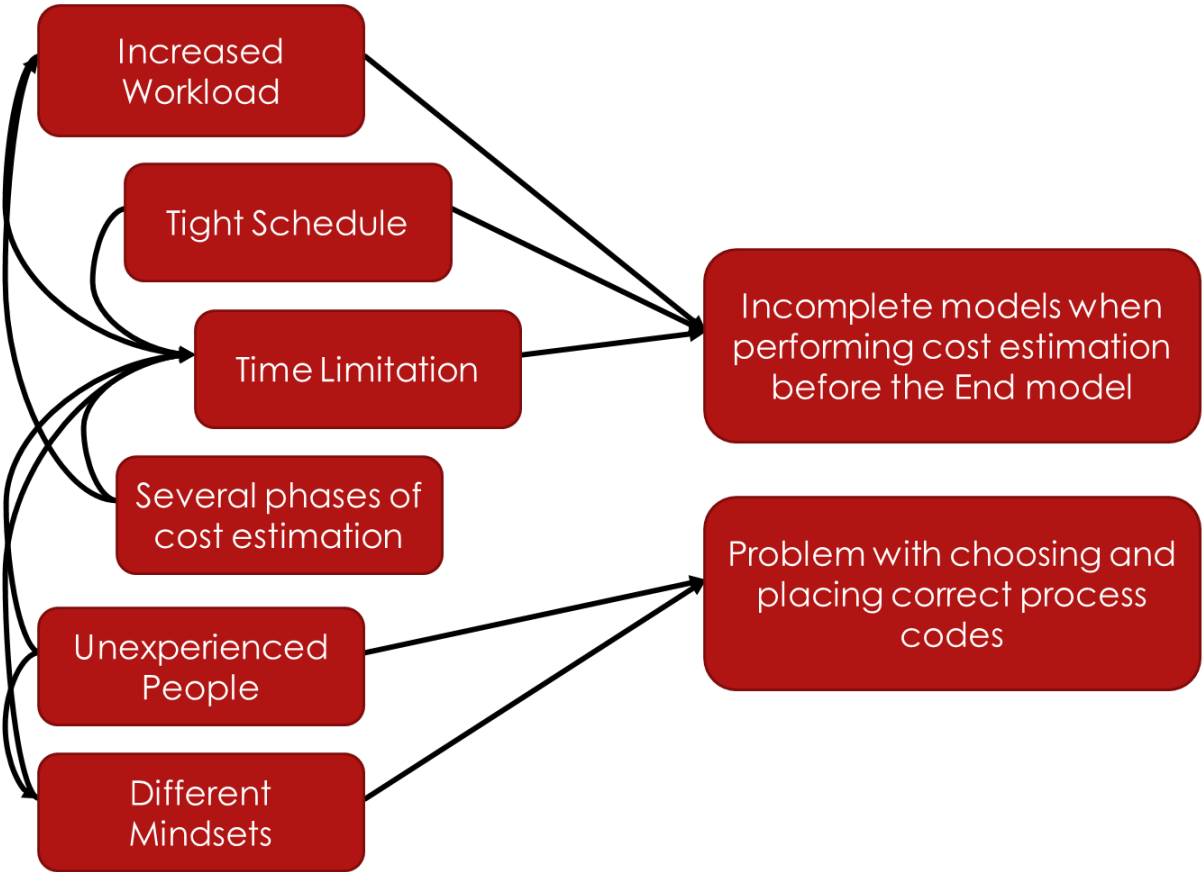 Increased
Workload
Tight Schedule
Time Limitation
Several phases of
cost estimation
Unexperienced
People
Different
Mindsets
Incomplete models when
performing cost estimation
before the End model
Problem with choosing and
placing correct process
codes